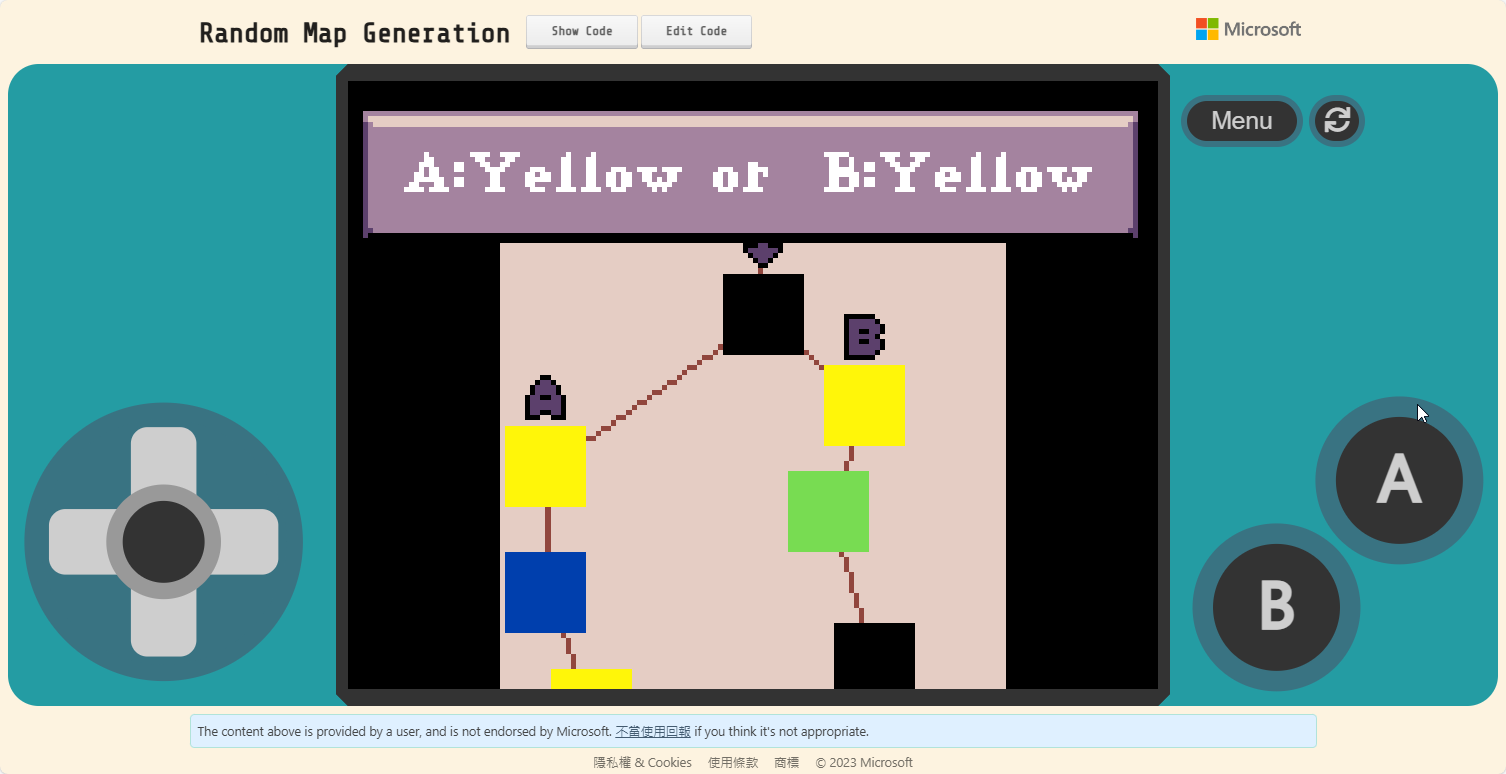 Random Map Generation Show Code Edit Code Microsoft
Menu
A:Yellow or B:Yellow
B
A
A
B
The content above is provided by a user, and is not endorsed by Microsoft. 不當使用回報 if you think it's not appropriate.
隱私權 & Cookies 使用條款 商標 © 2023 Microsoft